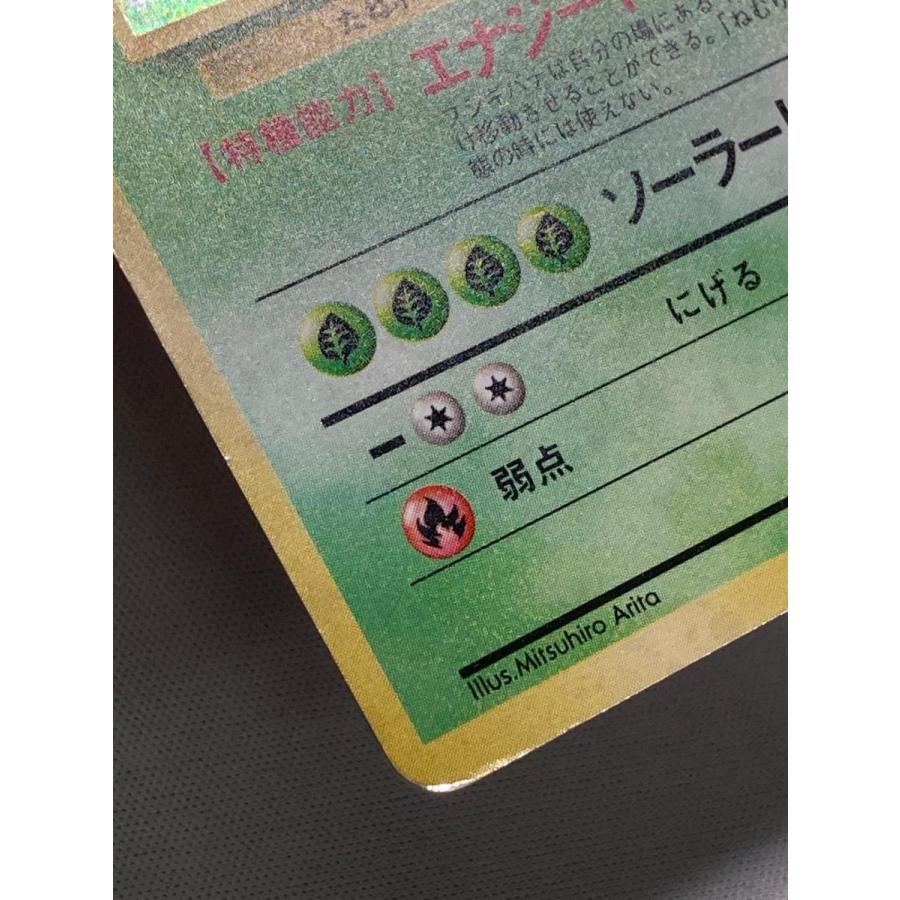 【特殊能力】エナジート
フシギバナは自分の場にある
け移動させることができる。「ねむり
態の時には使えない。
ソーラービ
にげる
弱点
Illus.Mitsuhiro Arita